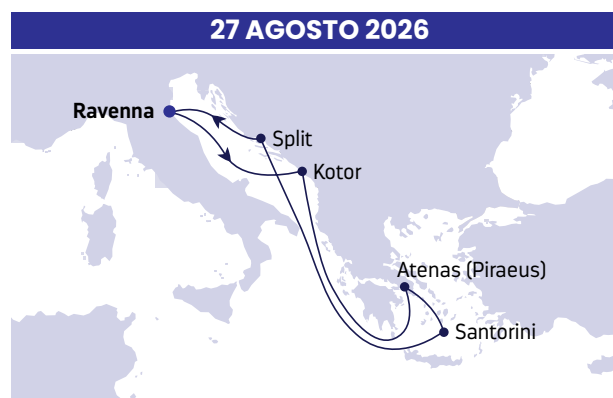 27 AGOSTO 2026
Ravenna
Split
Kotor
Atenas (Piraeus)
Santorini